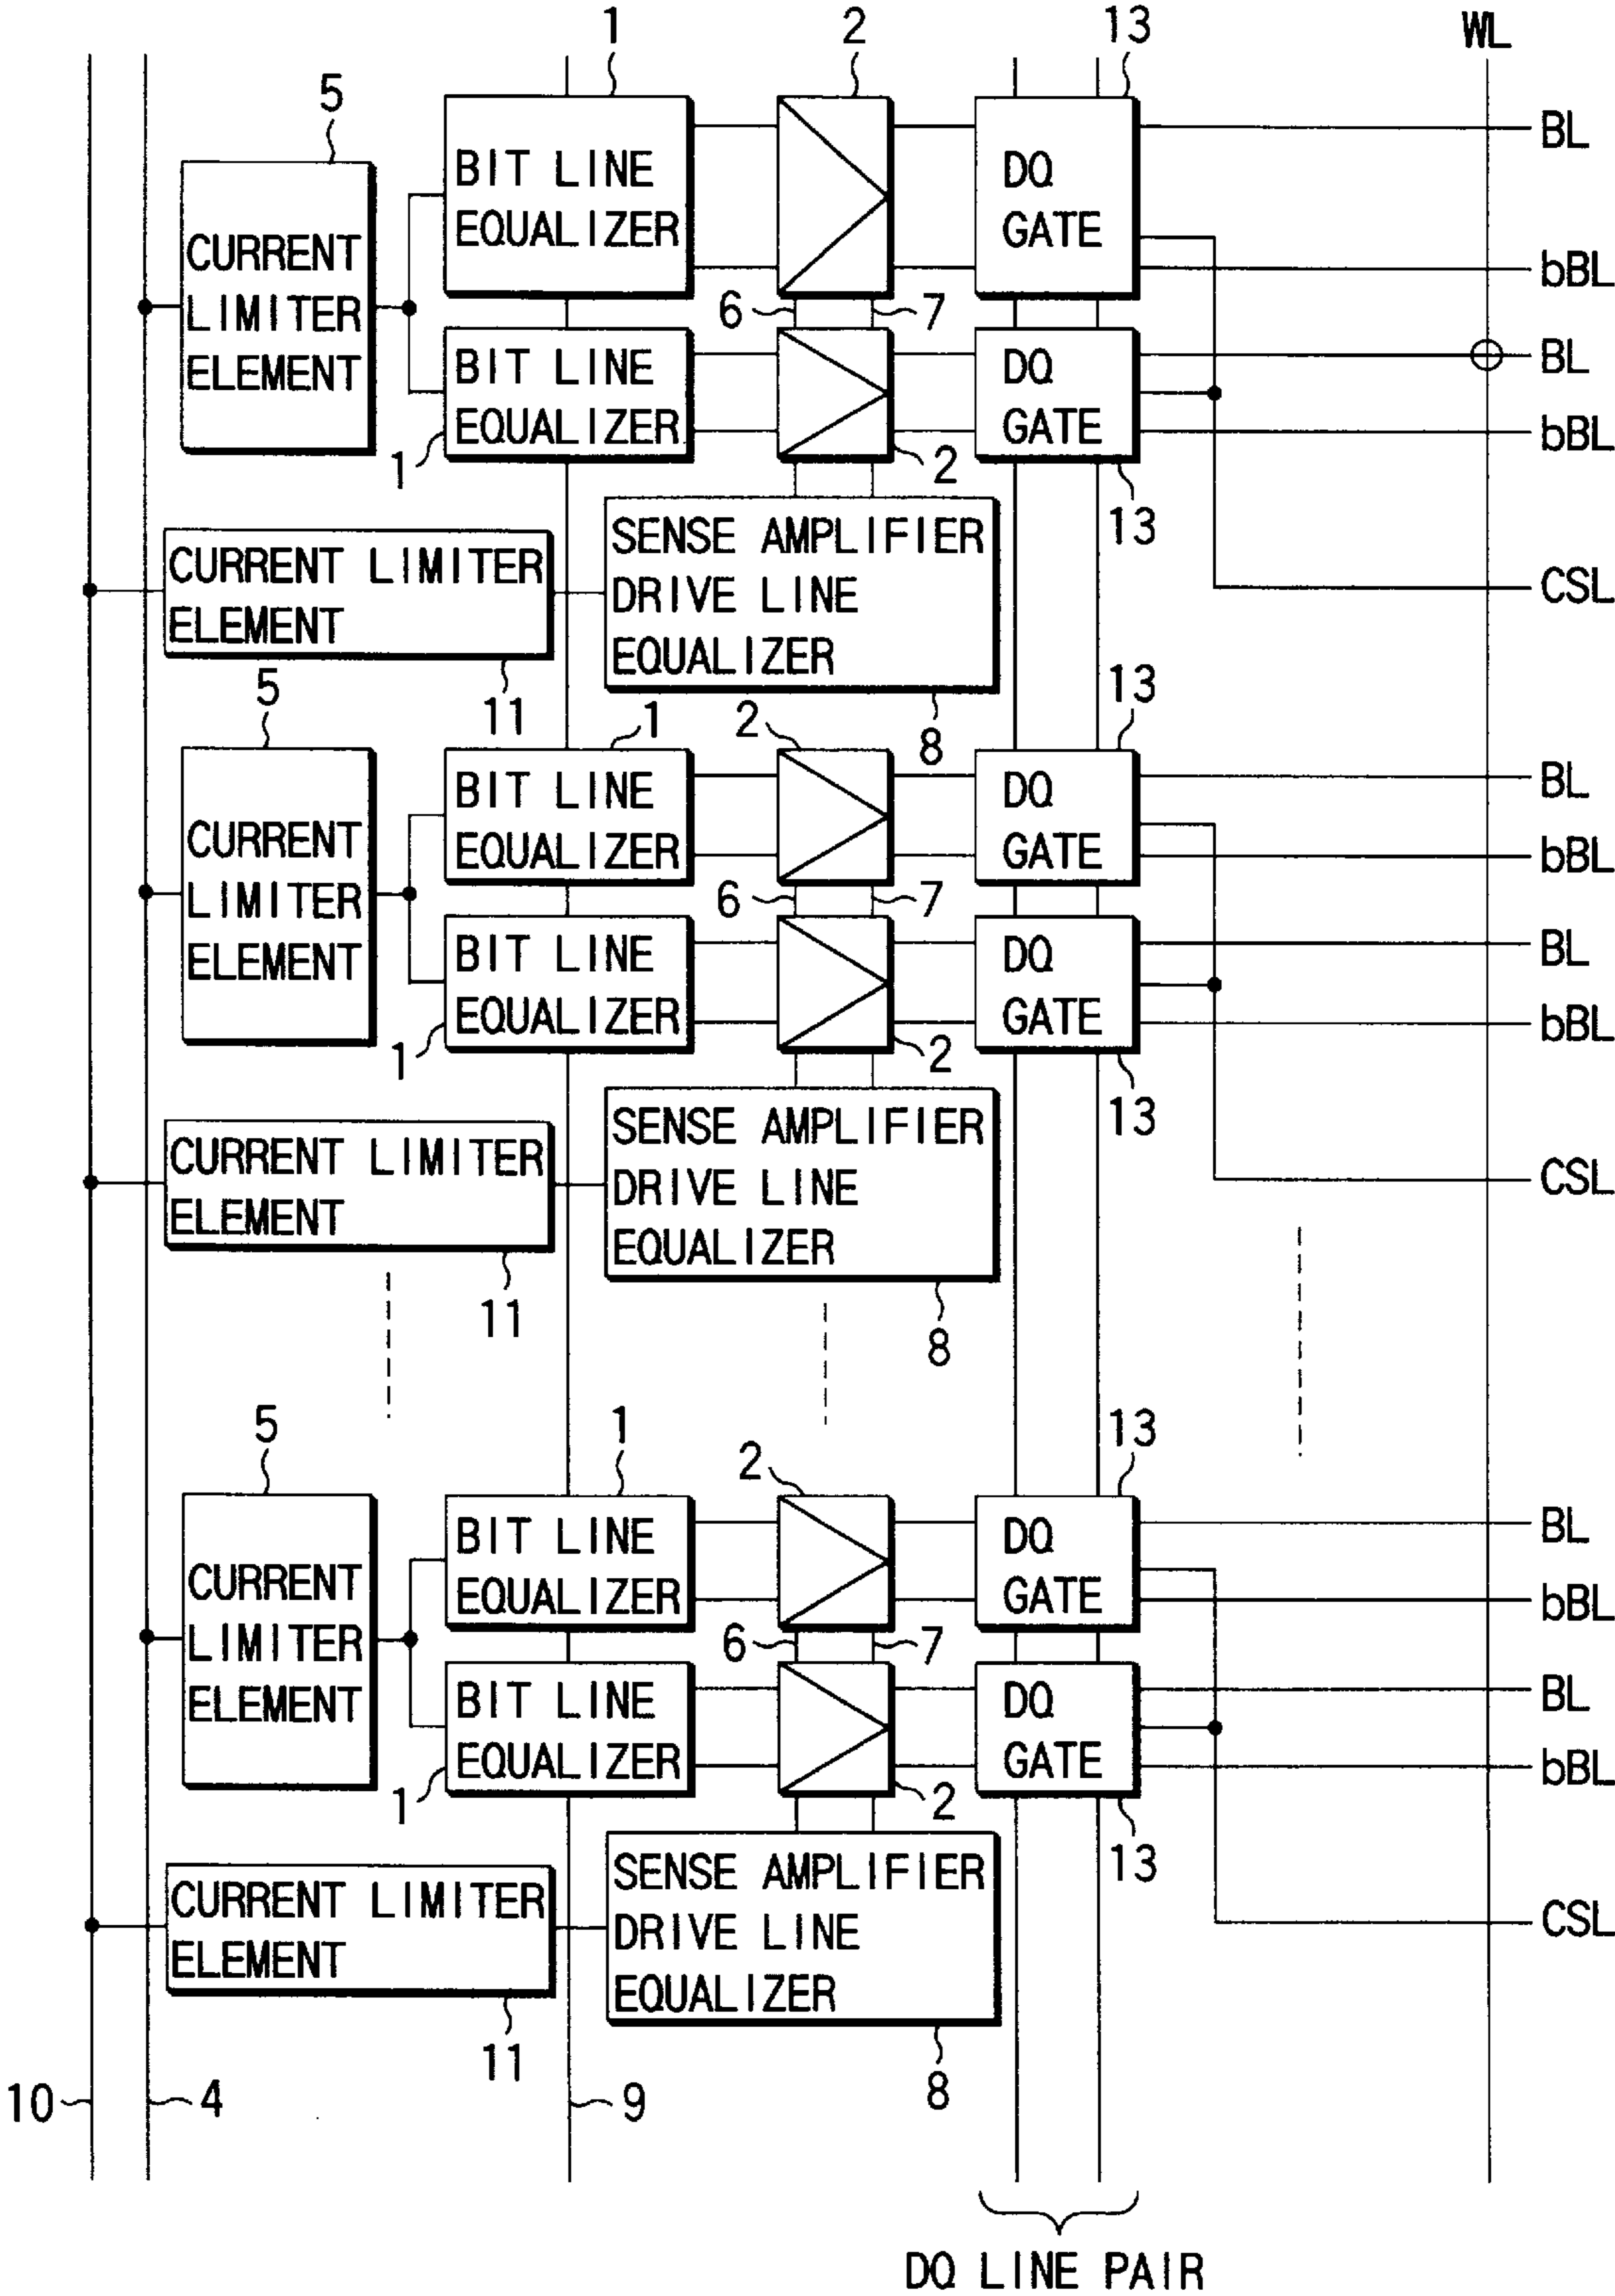 1 2 13 WL
5
BIT LINE
EQUALIZER
DQ
GATE
BL
bBL
CURRENT
LIMITER
ELEMENT
6 7
BIT LINE
EQUALIZER
DQ
GATE
BL
bBL
1 2 13
CURRENT LIMITER
ELEMENT
SENSE AMPLIFIER
DRIVE LINE
EQUALIZER
CSL
11 8
5 1 2 13
BIT LINE
EQUALIZER
DQ
GATE
BL
bBL
CURRENT
LIMITER
ELEMENT
6 7
BIT LINE
EQUALIZER
DQ
GATE
BL
bBL
1 2 13
CURRENT LIMITER
ELEMENT
SENSE AMPLIFIER
DRIVE LINE
EQUALIZER
CSL
11 8
5 1 2 13
BIT LINE
EQUALIZER
DQ
GATE
BL
bBL
CURRENT
LIMITER
ELEMENT
6 7
BIT LINE
EQUALIZER
DQ
GATE
BL
bBL
1 2 13
CURRENT LIMITER
ELEMENT
SENSE AMPLIFIER
DRIVE LINE
EQUALIZER
CSL
11 8
10 4 9
DQ LINE PAIR